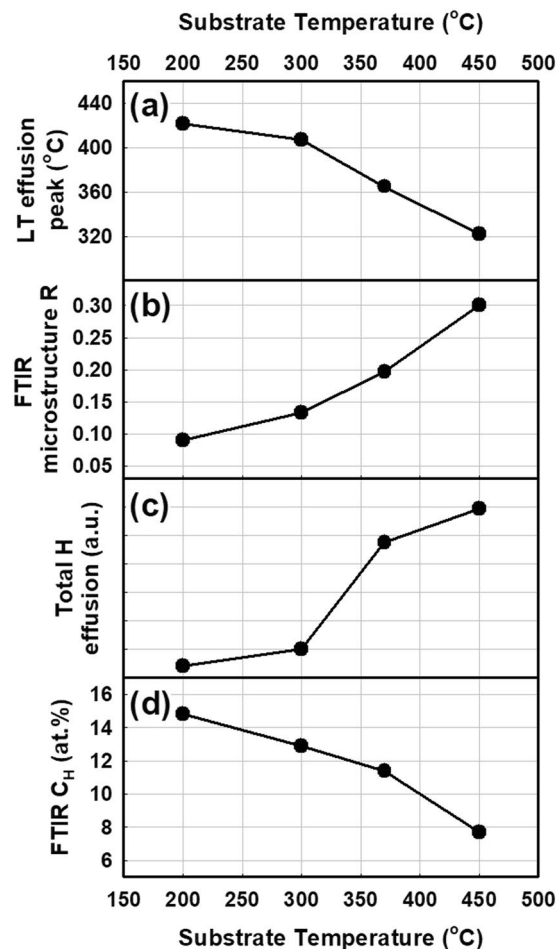 Substrate Temperature (°C)
150 200 250 300 350 400 450 500
(a)
LT effusion
peak (°C)
440
400
360
320
(b)
FTIR
microstructure R
0.30
0.25
0.20
0.15
0.10
0.05
(c)
Total H
effusion (a.u.)
(d)
FTIR C_H (at.%)
16
14
12
10
8
6
150 200 250 300 350 400 450 500
Substrate Temperature (°C)